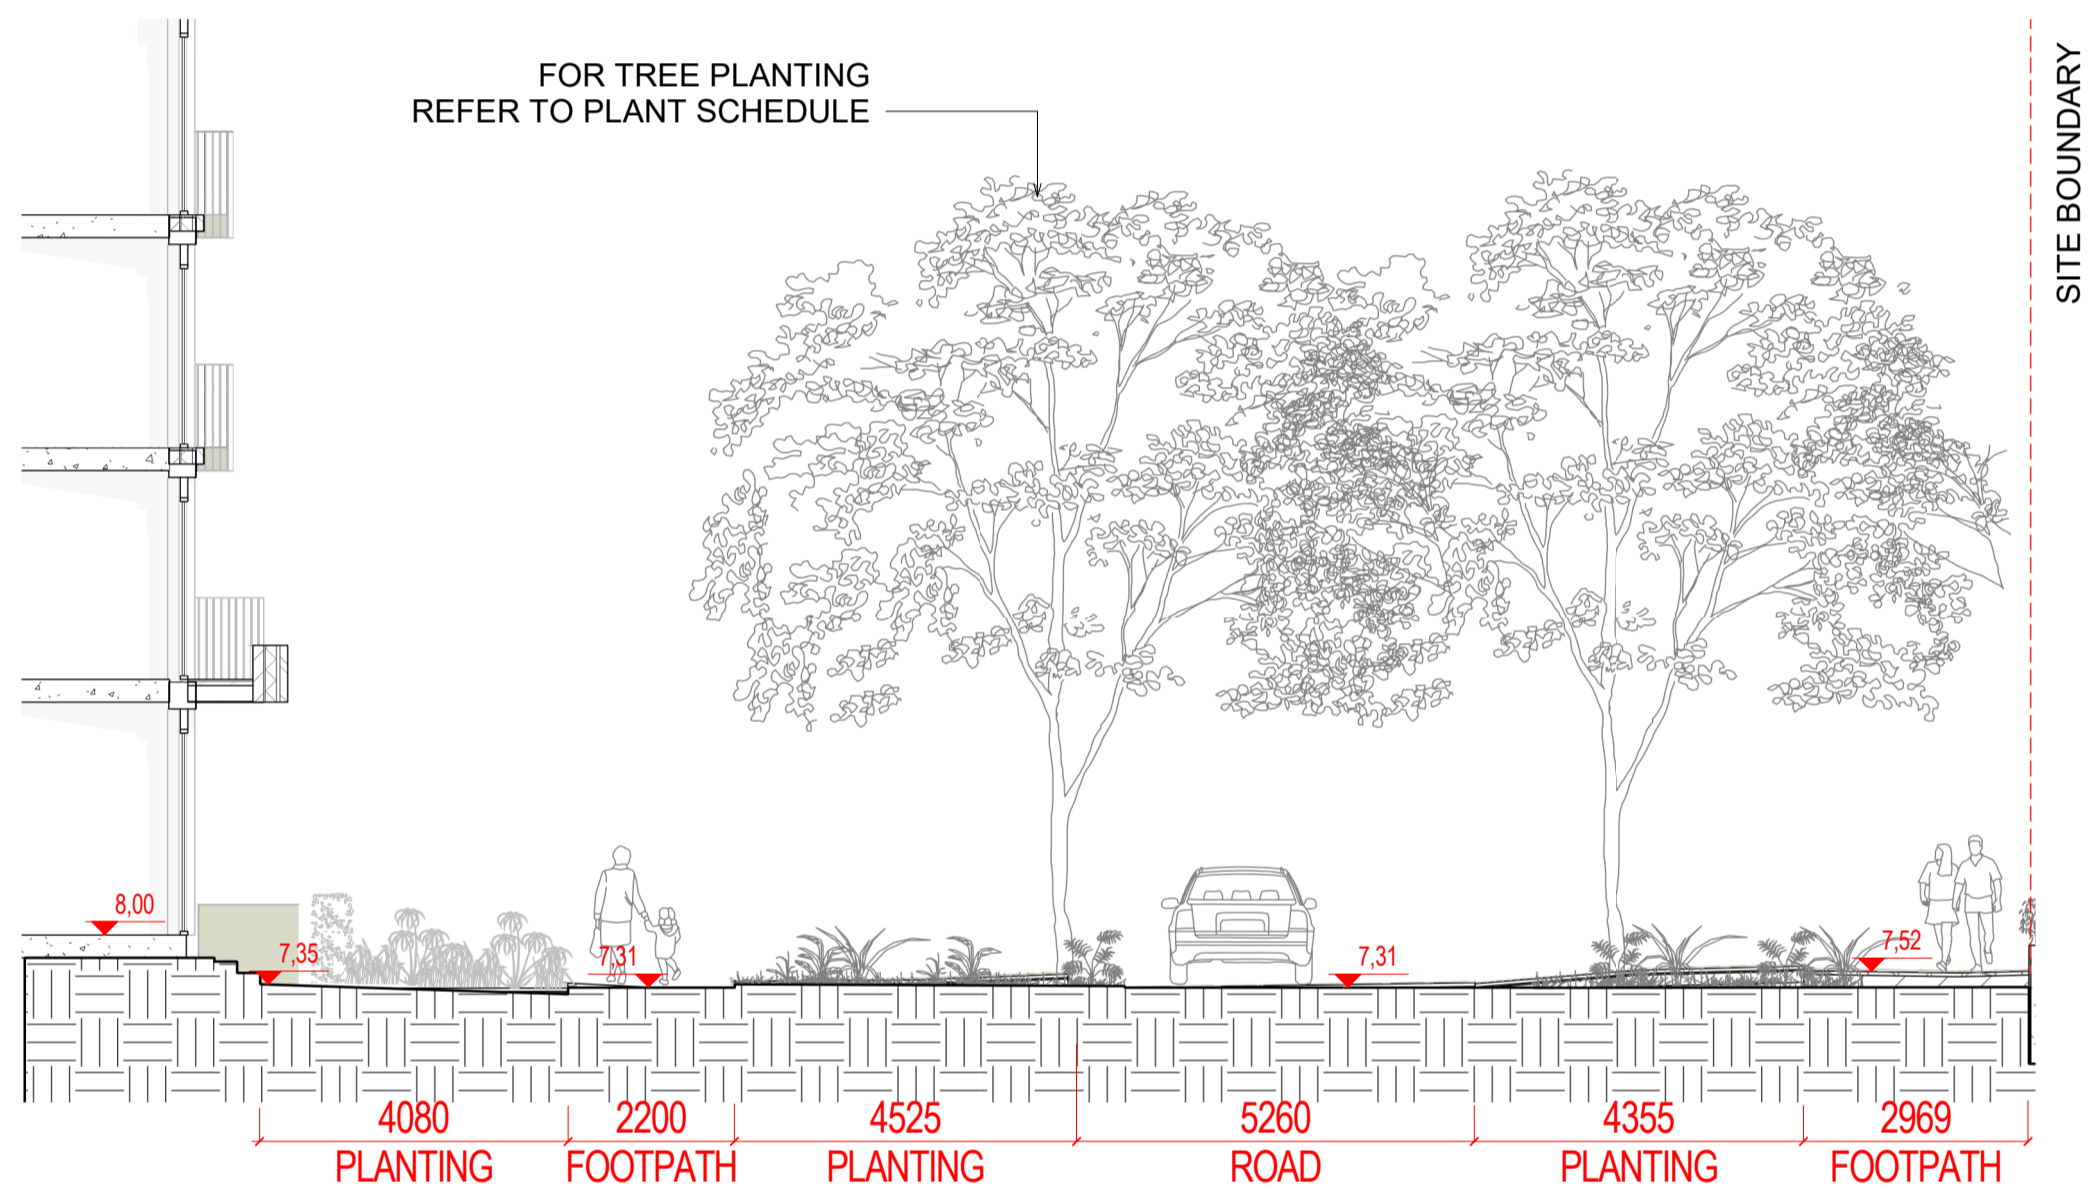 FOR TREE PLANTING
REFER TO PLANT SCHEDULE
SITE BOUNDARY
8,00
7,35
7,31
7,31
7,52
4080
2200
4525
5260
4355
2969
PLANTING
FOOTPATH
PLANTING
ROAD
PLANTING
FOOTPATH